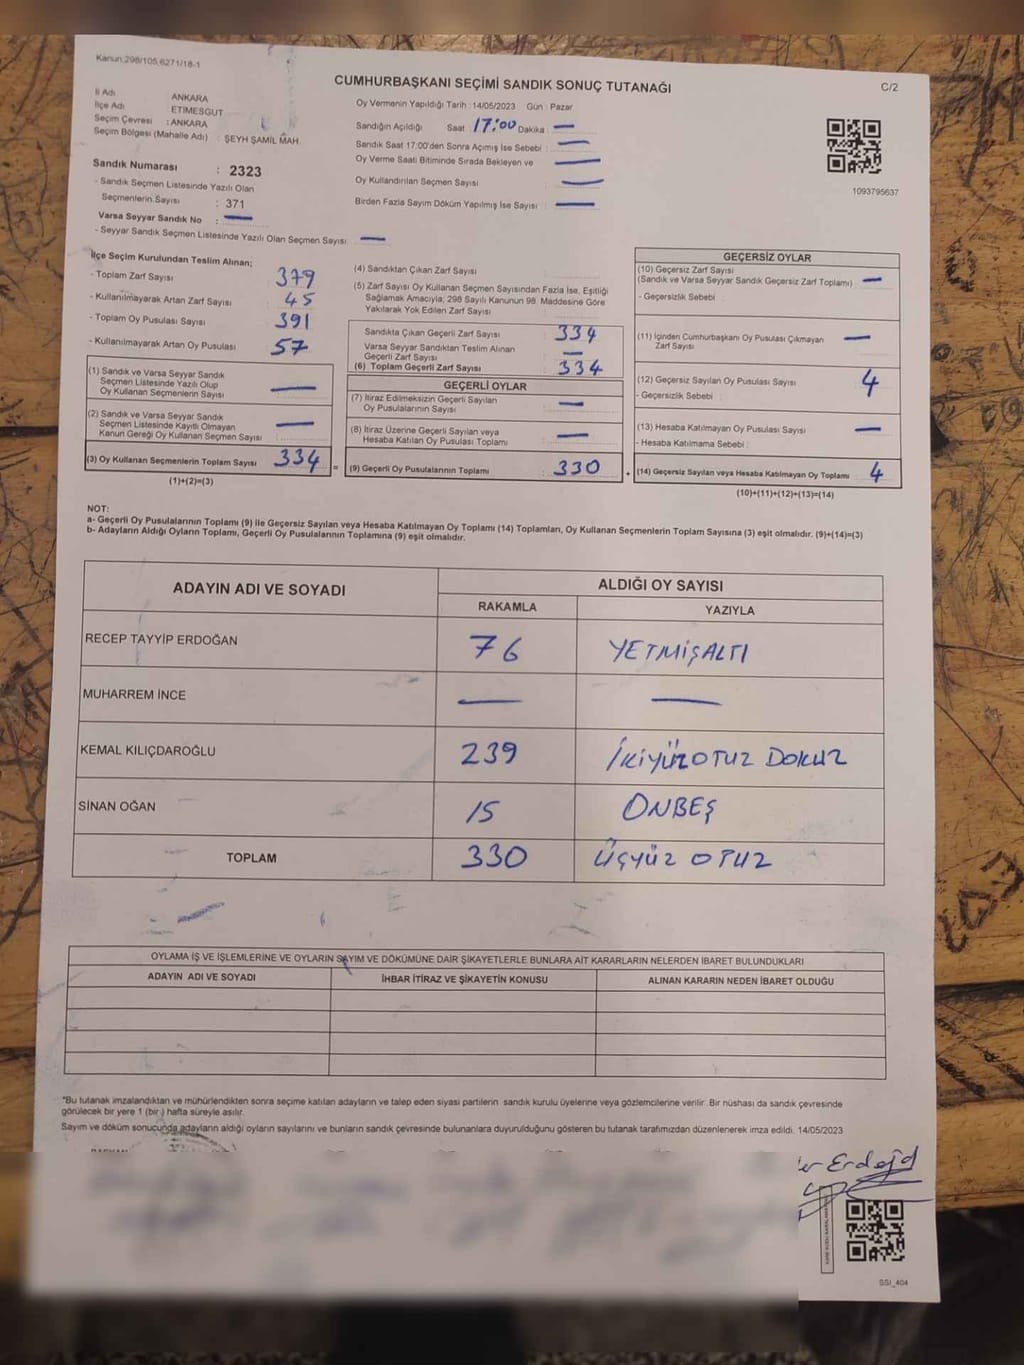 Kanun.298/105,6271/18-1
CUMHURBAŞKANI SEÇİMİ SANDIK SONUÇ TUTANAĞI
C/2
İl Adı ANKARA
İlçe Adı ETİMESGUT
Seçim Çevresi : ANKARA
Seçim Bölgesi (Mahalle Adı) : ŞEYH ŞAMİL MAH.
Sandık Numarası : 2323
- Sandık Seçmen Listesinde Yazılı Olan
Seçmenlerin Sayısı : 371
Varsa Seyyar Sandık No : —
- Seyyar Sandık Seçmen Listesinde Yazılı Olan Seçmen Sayısı : —
Oy Vermenin Yapıldığı Tarih : 14/05/2023 Gün : Pazar
Sandığın Açıldığı Saat 17:00 Dakika : —
Sandık Saat 17:00'den Sonra Açımış İse Sebebi : —
Oy Verme Saati Bitiminde Sırada Bekleyen ve —
Oy Kullandırılan Seçmen Sayısı : —
Birden Fazla Sayım Döküm Yapılmış İse Sayısı : —
1093795637
İlçe Seçim Kurulundan Teslim Alınan;
- Toplam Zarf Sayısı : 379
- Kullanılmayarak Artan Zarf Sayısı : 45
- Toplam Oy Pusulası Sayısı : 391
- Kullanılmayarak Artan Oy Pusulası : 57
(1) Sandık ve Varsa Seyyar Sandık
Seçmen Listesinde Yazılı Olup
Oy Kullanan Seçmenlerin Sayısı : —
(2) Sandık ve Varsa Seyyar Sandık
Seçmen Listesinde Kayıtlı Olmayan
Kanun Gereği Oy Kullanan Seçmen Sayısı : —
(3) Oy Kullanan Seçmenlerin Toplam Sayısı : 334 =
(1)+(2)=(3)
(4) Sandıktan Çıkan Zarf Sayısı :
(5) Zarf Sayısı Oy Kullanan Seçmen Sayısından Fazla İse, Eşitliği
Sağlamak Amacıyla; 298 Sayılı Kanunun 98. Maddesine Göre
Yakılarak Yok Edilen Zarf Sayısı :
Sandıkta Çıkan Geçerli Zarf Sayısı : 334
Varsa Seyyar Sandıktan Teslim Alınan
Geçerli Zarf Sayısı : —
(6) Toplam Geçerli Zarf Sayısı : 334
GEÇERLİ OYLAR
(7) İtiraz Edilmeksizin Geçerli Sayılan
Oy Pusulalarının Sayısı : —
(8) İtiraz Üzerine Geçerli Sayılan veya
Hesaba Katılan Oy Pusulası Toplamı : —
(9) Geçerli Oy Pusulalarının Toplamı : 330 +
GEÇERSİZ OYLAR
(10) Geçersiz Zarf Sayısı
(Sandık ve Varsa Seyyar Sandık Geçersiz Zarf Toplamı) : —
- Geçersizlik Sebebi :
(11) İçinden Cumhurbaşkanı Oy Pusulası Çıkmayan
Zarf Sayısı : —
(12) Geçersiz Sayılan Oy Pusulası Sayısı : 4
- Geçersizlik Sebebi :
(13) Hesaba Katılmayan Oy Pusulası Sayısı : —
- Hesaba Katılmama Sebebi :
(14) Geçersiz Sayılan veya Hesaba Katılmayan Oy Toplamı : 4
(10)+(11)+(12)+(13)=(14)
NOT:
a- Geçerli Oy Pusulalarının Toplamı (9) ile Geçersiz Sayılan veya Hesaba Katılmayan Oy Toplamı (14) Toplamları, Oy Kullanan Seçmenlerin Toplam Sayısına (3) eşit olmalıdır. (9)+(14)=(3)
b- Adayların Aldığı Oyların Toplamı, Geçerli Oy Pusulalarının Toplamına (9) eşit olmalıdır.
ADAYIN ADI VE SOYADI ALDIĞI OY SAYISI
RAKAMLA YAZIYLA
RECEP TAYYİP ERDOĞAN 76 YETMİŞALTI
MUHARREM İNCE — —
KEMAL KILIÇDAROĞLU 239 İKİYÜZOTUZ DOKUZ
SİNAN OĞAN 15 ONBEŞ
TOPLAM 330 ÜÇYÜZ OTUZ
OYLAMA İŞ VE İŞLEMLERİNE VE OYLARIN SAYIM VE DÖKÜMÜNE DAİR ŞİKAYETLERLE BUNLARA AİT KARARLARIN NELERDEN İBARET BULUNDUKLARI
ADAYIN ADI VE SOYADI İHBAR İTİRAZ VE ŞİKAYETİN KONUSU ALINAN KARARIN NEDEN İBARET OLDUĞU
"Bu tutanak imzalandıktan ve mühürlendikten sonra seçime katılan adayların ve talep eden siyasi partilerin sandık kurulu üyelerine veya gözlemcilerine verilir. Bir nüshası da sandık çevresinde
görülecek bir yere 1 (bir ) hafta süreyle asılır.
Sayım ve döküm sonucunda adayların aldığı oyların sayılarını ve bunların sandık çevresinde bulunanlara duyurulduğunu gösteren bu tutanak tarafımızdan düzenlenerek imza edildi. 14/05/2023
SSI_404